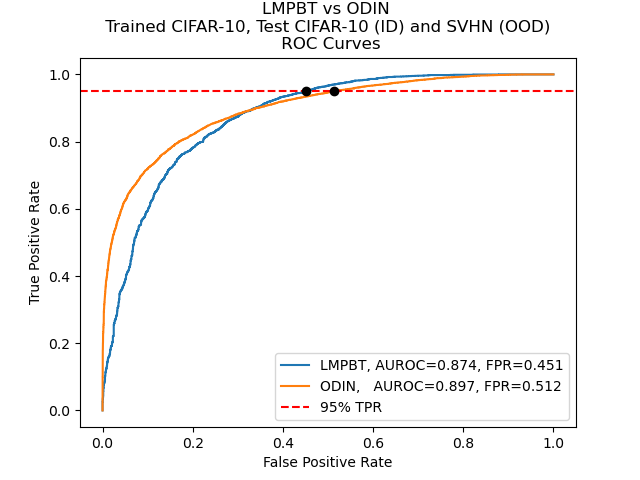 LMPBT vs ODIN
Trained CIFAR-10, Test CIFAR-10 (ID) and SVHN (OOD)
ROC Curves
True Positive Rate
1.0
0.8
0.6
0.4
0.2
0.0
LMPBT, AUROC=0.874, FPR=0.451
ODIN,   AUROC=0.897, FPR=0.512
95% TPR
0.0 0.2 0.4 0.6 0.8 1.0
False Positive Rate